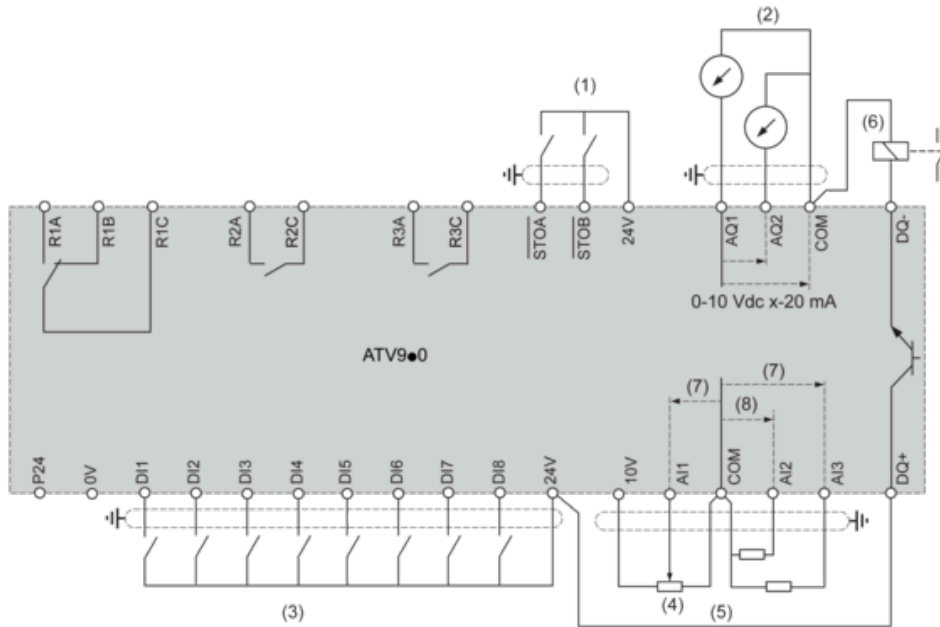 (2)
(1)
(6)
R1A
R1B
R1C
R2A
R2C
R3A
R3C
STOA
STOB
24V
AQ1
AQ2
COM
DQ-
0-10 Vdc x-20 mA
ATV9●0
(7)
(7)
(8)
P24
0V
DI1
DI2
DI3
DI4
DI5
DI6
DI7
DI8
24V
10V
AI1
COM
AI2
AI3
DQ+
(3)
(4)
(5)